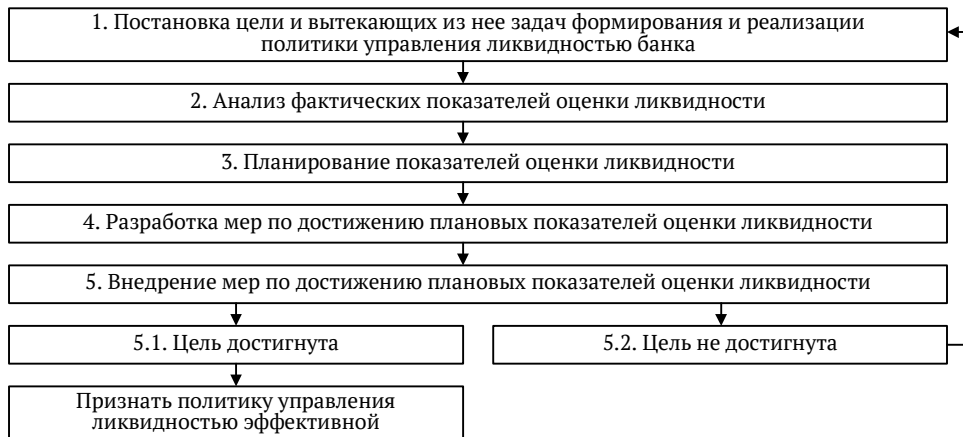 1. Постановка цели и вытекающих из нее задач формирования и реализации
политики управления ликвидностью банка
2. Анализ фактических показателей оценки ликвидности
3. Планирование показателей оценки ликвидности
4. Разработка мер по достижению плановых показателей оценки ликвидности
5. Внедрение мер по достижению плановых показателей оценки ликвидности
5.1. Цель достигнута
5.2. Цель не достигнута
Признать политику управления
ликвидностью эффективной